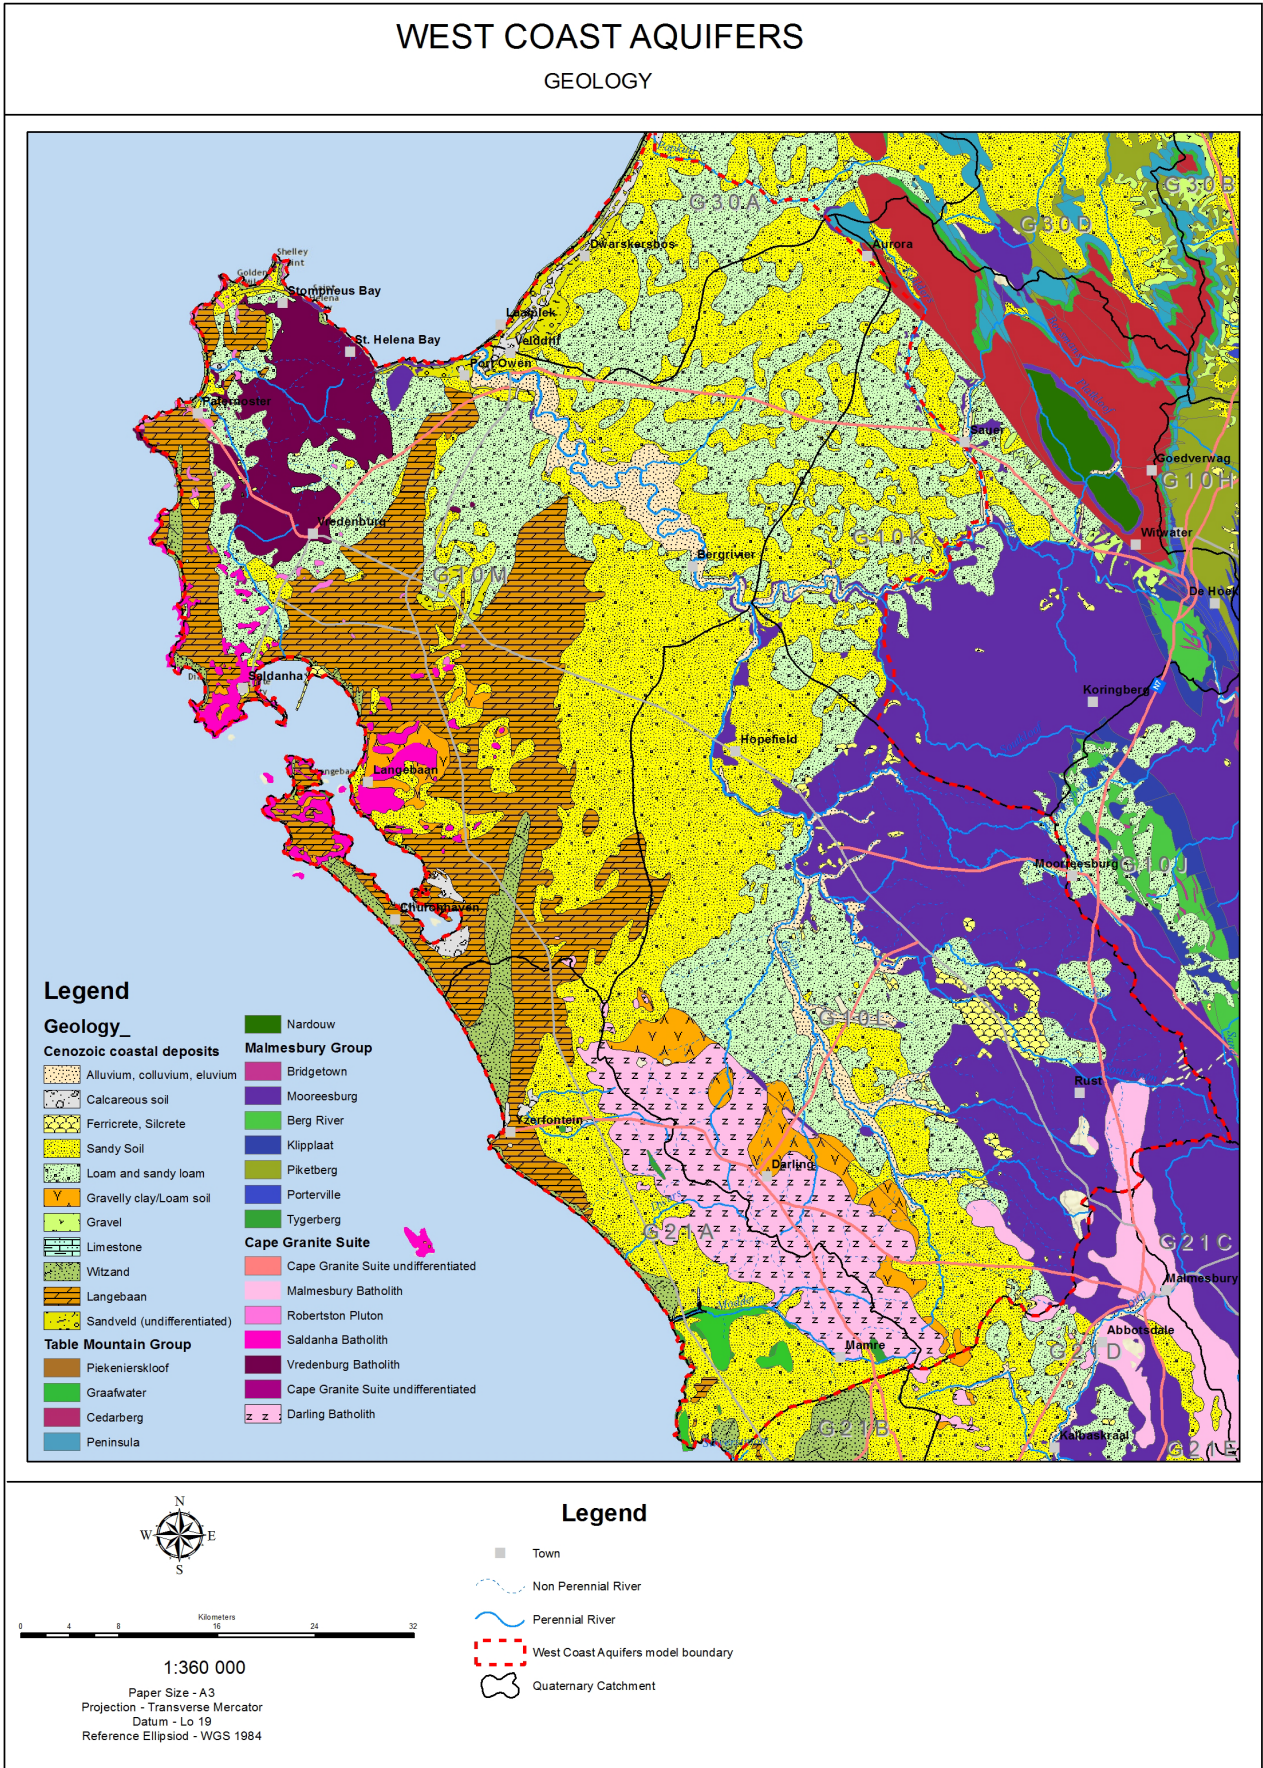 WEST COAST AQUIFERS
GEOLOGY
G30A
G30B
G30D
Dwarskersbos
Aurora
Shelley
Golden
Stompneus Bay
Helena
Laaiplek
Velddrif
St. Helena Bay
Port Owen
Paternoster
Sauer
Goedverwag
G10H
Vredenburg
Witwater
G10K
Bergrivier
G10M
De Hoek
Saldanha
Koringberg
Hopefield
Langebaan
Moorreesburg
G10J
Churchhaven
G10L
Rust
Yzerfontein
Darling
G21A
G21C
Malmesbury
Abbotsdale
G21D
Mamre
G21B
Kalbaskraal
G21E
Legend
Geology_
Cenozoic coastal deposits
Alluvium, colluvium, eluvium
Calcareous soil
Ferricrete, Silcrete
Sandy Soil
Loam and sandy loam
Gravelly clay/Loam soil
Gravel
Limestone
Witzand
Langebaan
Sandveld (undifferentiated)
Table Mountain Group
Piekenierskloof
Graafwater
Cedarberg
Peninsula
Nardouw
Malmesbury Group
Bridgetown
Mooreesburg
Berg River
Klipplaat
Piketberg
Porterville
Tygerberg
Cape Granite Suite
Cape Granite Suite undifferentiated
Malmesbury Batholith
Robertston Pluton
Saldanha Batholith
Vredenburg Batholith
Cape Granite Suite undifferentiated
Darling Batholith
N
W E
S
Kilometers
0 4 8 16 24 32
1:360 000
Paper Size - A3
Projection - Transverse Mercator
Datum - Lo 19
Reference Ellipsiod - WGS 1984
Legend
Town
Non Perennial River
Perennial River
West Coast Aquifers model boundary
Quaternary Catchment